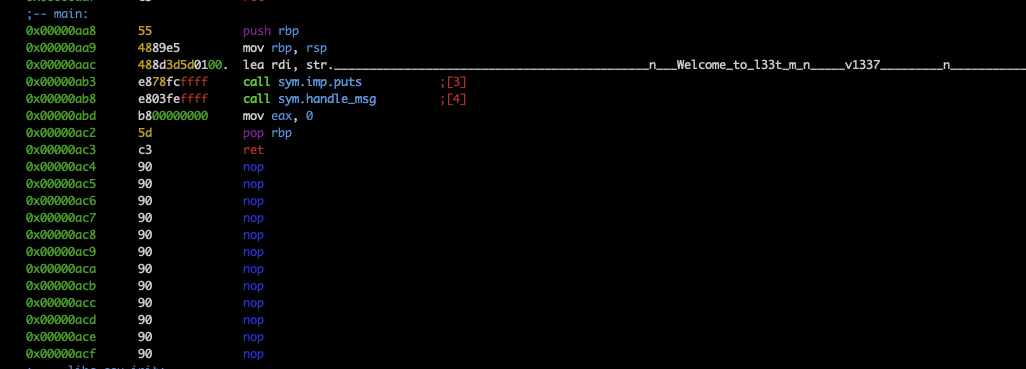 ;-- main:
0x00000aa8 55 push rbp
0x00000aa9 4889e5 mov rbp, rsp
0x00000aac 488d3d5d0100. lea rdi, str.____________________________________________n___Welcome_to_l33t_m_n_____v1337_________n___________
0x00000ab3 e878fcffff call sym.imp.puts ;[3]
0x00000ab8 e803feffff call sym.handle_msg ;[4]
0x00000abd b800000000 mov eax, 0
0x00000ac2 5d pop rbp
0x00000ac3 c3 ret
0x00000ac4 90 nop
0x00000ac5 90 nop
0x00000ac6 90 nop
0x00000ac7 90 nop
0x00000ac8 90 nop
0x00000ac9 90 nop
0x00000aca 90 nop
0x00000acb 90 nop
0x00000acc 90 nop
0x00000acd 90 nop
0x00000ace 90 nop
0x00000acf 90 nop